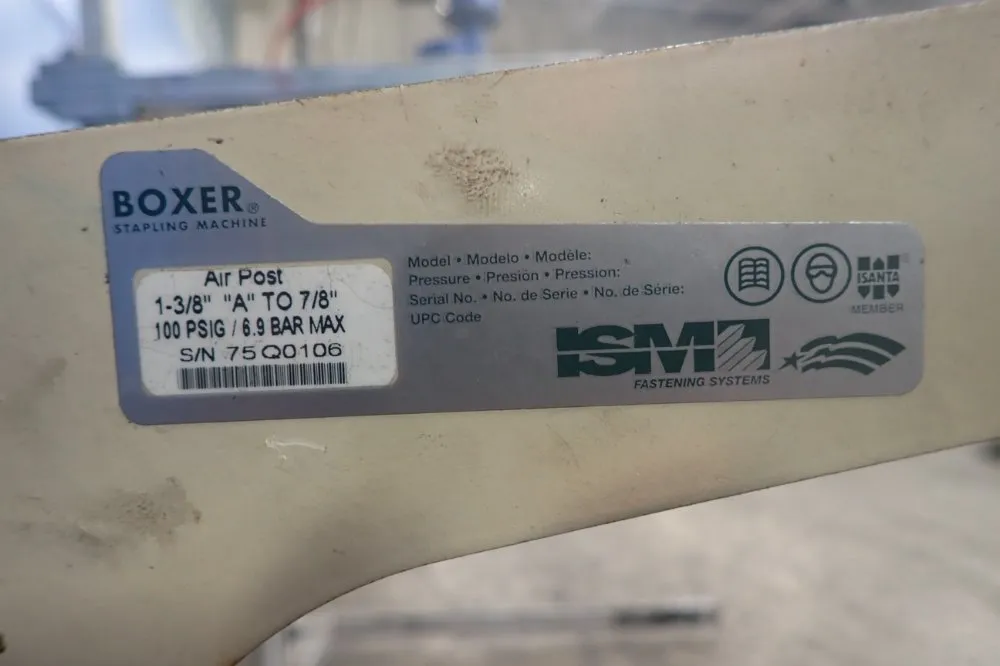 BOXER®
STAPLING MACHINE
Air Post
1-3/8" "A" TO 7/8"
100 PSIG / 6.9 BAR MAX
S/N 75Q0106
Model • Modelo • Modèle:
Pressure • Presión • Pression:
Serial No. • No. de Serie • No. de Série:
UPC Code
ISANTA
MEMBER
ISM
FASTENING SYSTEMS